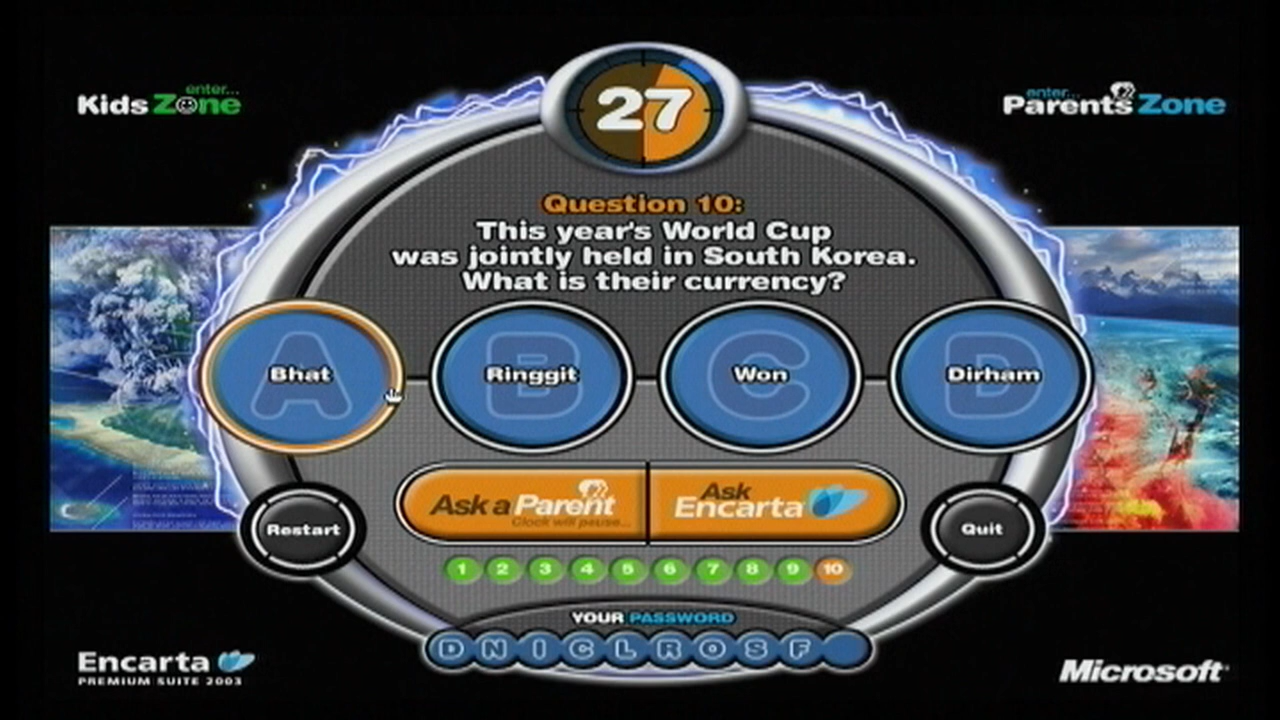 enter...
Kids Zone
27
enter...
Parents Zone
Question 10:
This year's World Cup
was jointly held in South Korea.
What is their currency?
A
Bhat
B
Ringgit
C
Won
D
Dirham
Ask a Parent
Clock will pause...
Ask
Encarta
Restart
Quit
1 2 3 4 5 6 7 8 9 10
YOUR PASSWORD
D N I C L R O S F
Encarta
PREMIUM SUITE 2003
Microsoft